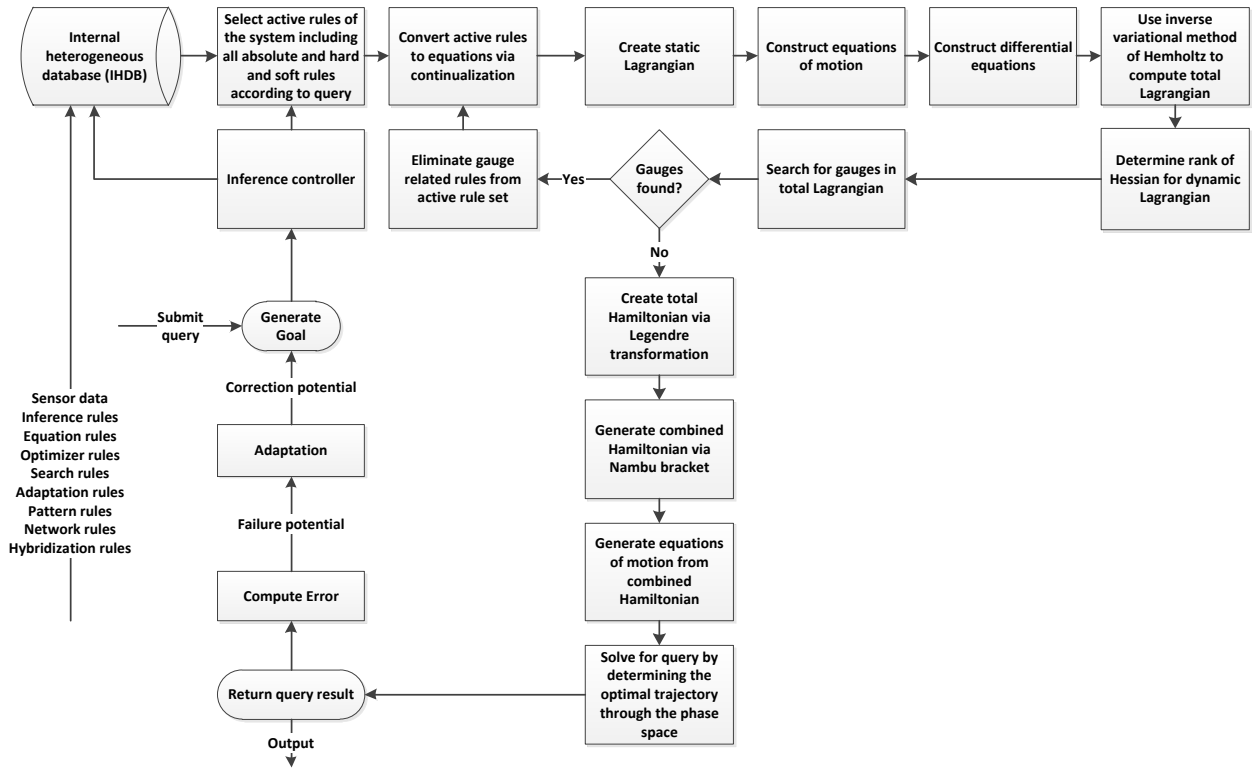 Internal
heterogeneous
database (IHDB)
Select active rules of
the system including
all absolute and hard
and soft rules
according to query
Convert active rules
to equations via
continualization
Create static
Lagrangian
Construct equations
of motion
Construct differential
equations
Use inverse
variational method
of Hemholtz to
compute total
Lagrangian
Inference controller
Eliminate gauge
related rules from
active rule set
Yes
Gauges
found?
Search for gauges in
total Lagrangian
Determine rank of
Hessian for dynamic
Lagrangian
No
Submit
query
Generate
Goal
Create total
Hamiltonian via
Legendre
transformation
Correction potential
Sensor data
Inference rules
Equation rules
Optimizer rules
Search rules
Adaptation rules
Pattern rules
Network rules
Hybridization rules
Adaptation
Generate combined
Hamiltonian via
Nambu bracket
Failure potential
Compute Error
Generate equations
of motion from
combined
Hamiltonian
Return query result
Solve for query by
determining the
optimal trajectory
through the phase
space
Output